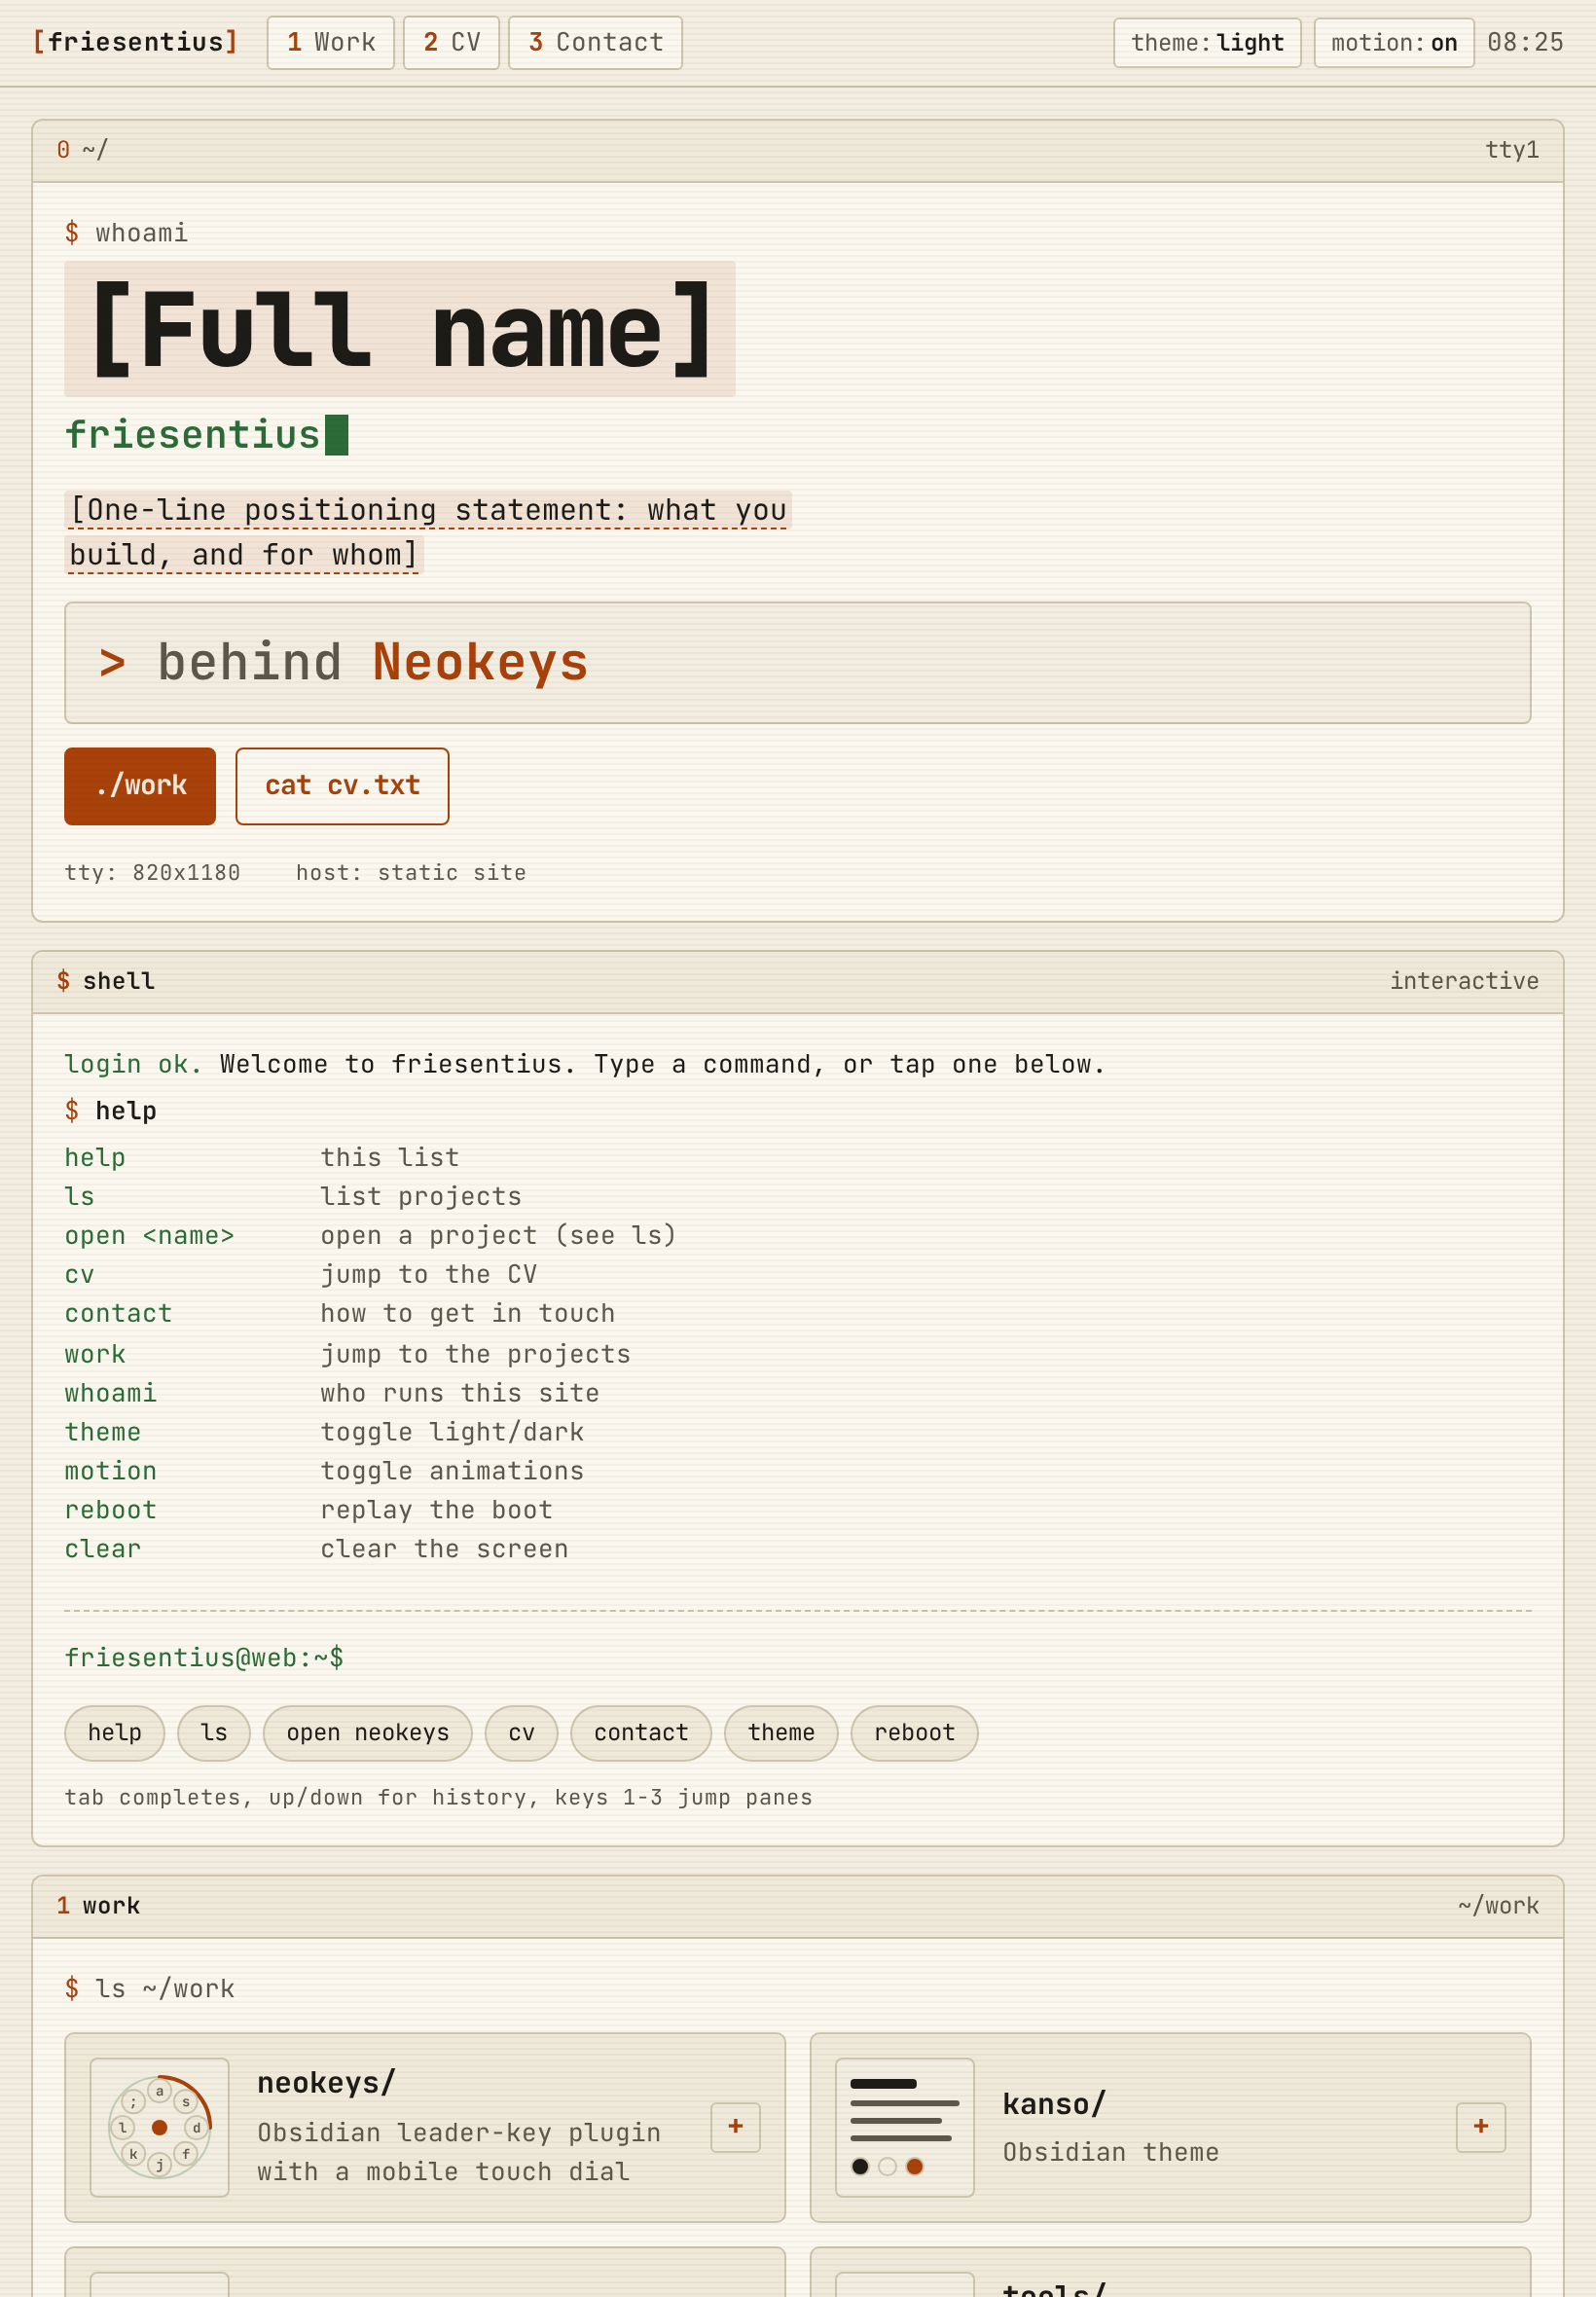 [friesentius] 1 Work 2 CV 3 Contact theme:light motion:on 08:25
0 ~/ tty1
$ whoami
[Full name]
friesentius
[One-line positioning statement: what you
build, and for whom]
> behind Neokeys
./work cat cv.txt
tty: 820x1180 host: static site
$ shell interactive
login ok. Welcome to friesentius. Type a command, or tap one below.
$ help
help this list
ls list projects
open <name> open a project (see ls)
cv jump to the CV
contact how to get in touch
work jump to the projects
whoami who runs this site
theme toggle light/dark
motion toggle animations
reboot replay the boot
clear clear the screen
friesentius@web:~$
help ls open neokeys cv contact theme reboot
tab completes, up/down for history, keys 1-3 jump panes
1 work ~/work
$ ls ~/work
a s d f j k l ;
neokeys/
Obsidian leader-key plugin
with a mobile touch dial
+
kanso/
Obsidian theme
+
tools/